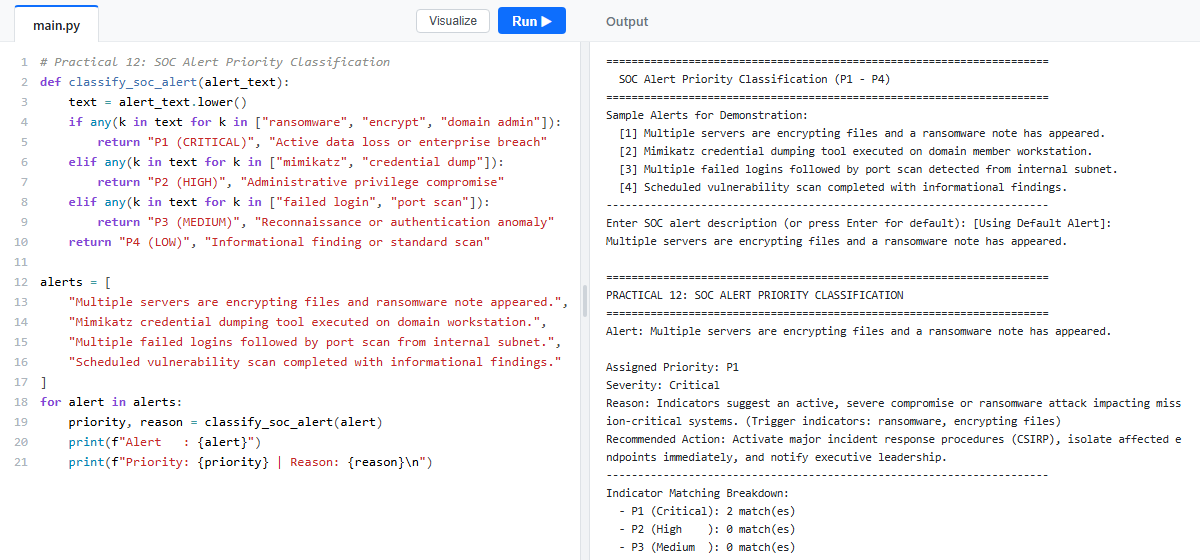 main.py
Visualize
Run ▶
1 # Practical 12: SOC Alert Priority Classification
2 def classify_soc_alert(alert_text):
3     text = alert_text.lower()
4     if any(k in text for k in ["ransomware", "encrypt", "domain admin"]):
5         return "P1 (CRITICAL)", "Active data loss or enterprise breach"
6     elif any(k in text for k in ["mimikatz", "credential dump"]):
7         return "P2 (HIGH)", "Administrative privilege compromise"
8     elif any(k in text for k in ["failed login", "port scan"]):
9         return "P3 (MEDIUM)", "Reconnaissance or authentication anomaly"
10     return "P4 (LOW)", "Informational finding or standard scan"
11
12 alerts = [
13     "Multiple servers are encrypting files and ransomware note appeared.",
14     "Mimikatz credential dumping tool executed on domain workstation.",
15     "Multiple failed logins followed by port scan from internal subnet.",
16     "Scheduled vulnerability scan completed with informational findings."
17 ]
18 for alert in alerts:
19     priority, reason = classify_soc_alert(alert)
20     print(f"Alert   : {alert}")
21     print(f"Priority: {priority} | Reason: {reason}\n")
Output
======================================================================
  SOC Alert Priority Classification (P1 - P4)
======================================================================
Sample Alerts for Demonstration:
  [1] Multiple servers are encrypting files and a ransomware note has appeared.
  [2] Mimikatz credential dumping tool executed on domain member workstation.
  [3] Multiple failed logins followed by port scan detected from internal subnet.
  [4] Scheduled vulnerability scan completed with informational findings.
----------------------------------------------------------------------
Enter SOC alert description (or press Enter for default): [Using Default Alert]:
Multiple servers are encrypting files and a ransomware note has appeared.

======================================================================
PRACTICAL 12: SOC ALERT PRIORITY CLASSIFICATION
======================================================================
Alert: Multiple servers are encrypting files and a ransomware note has appeared.

Assigned Priority: P1
Severity: Critical
Reason: Indicators suggest an active, severe compromise or ransomware attack impacting miss
ion-critical systems. (Trigger indicators: ransomware, encrypting files)
Recommended Action: Activate major incident response procedures (CSIRP), isolate affected e
ndpoints immediately, and notify executive leadership.
----------------------------------------------------------------------
Indicator Matching Breakdown:
  - P1 (Critical): 2 match(es)
  - P2 (High    ): 0 match(es)
  - P3 (Medium  ): 0 match(es)